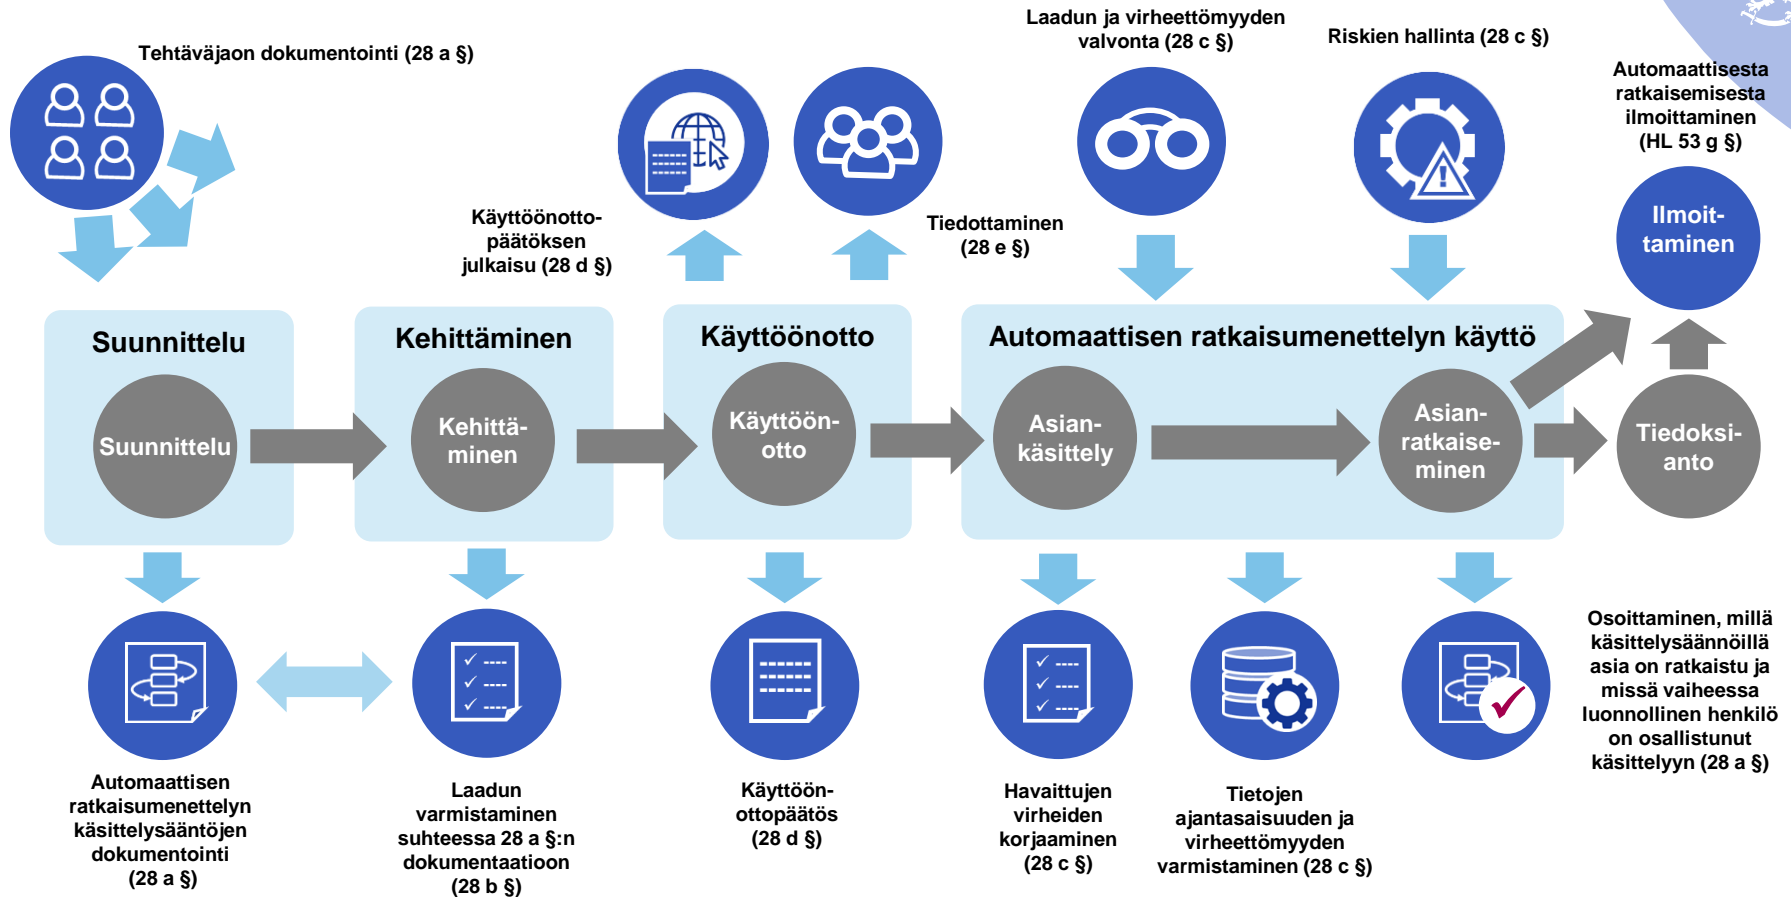 Tehtäväjaon dokumentointi (28 a §)
Käyttöönotto-
päätöksen
julkaisu (28 d §)
Tiedottaminen
(28 e §)
Laadun ja virheettömyyden
valvonta (28 c §)
Riskien hallinta (28 c §)
Automaattisesta
ratkaisemisesta
ilmoittaminen
(HL 53 g §)
Ilmoit-
taminen
Suunnittelu
Suunnittelu
Kehittäminen
Kehittä-
minen
Käyttöönotto
Käyttöön-
otto
Automaattisen ratkaisumenettelyn käyttö
Asian-
käsittely
Asian-
ratkaise-
minen
Tiedoksi-
anto
Automaattisen
ratkaisumenettelyn
käsittelysääntöjen
dokumentointi
(28 a §)
Laadun
varmistaminen
suhteessa 28 a §:n
dokumentaatioon
(28 b §)
Käyttöön-
ottopäätös
(28 d §)
Havaittujen
virheiden
korjaaminen
(28 c §)
Tietojen
ajantasaisuuden ja
virheettömyyden
varmistaminen (28 c §)
Osoittaminen, millä
käsittelysäännöillä
asia on ratkaistu ja
missä vaiheessa
luonnollinen henkilö
on osallistunut
käsittelyyn (28 a §)